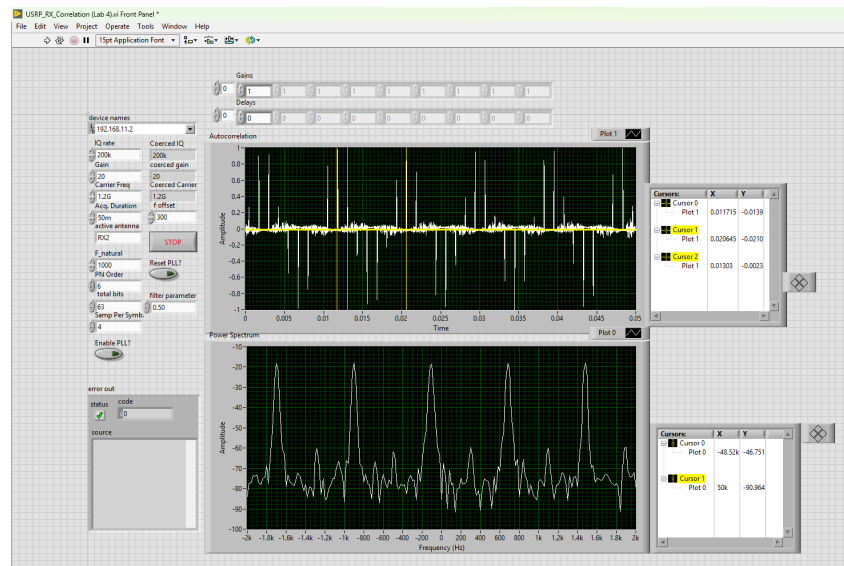 USRP_RX_Correlation (Lab 4).vi Front Panel *
File Edit View Project Operate Tools Window Help
15pt Application Font
Gains
0 1 1 1 1 1 1 1 1
Delays
0 0 0 0 0 0 0 0 0
device names
192.168.11.2
IQ rate Coerced IQ
200k 200k
Gain coerced gain
20 20
Carrier Freq Coerced Carrier
1.2G 1.2G
Acq. Duration f offset
50m 300
active antenna
RX2
STOP
F_natural
1000
Reset PLL?
PN Order
6
total bits filter parameter
63 0.50
Samp Per Symb.
4
Enable PLL?
error out
status code
0
source
Autocorrelation
Plot 1
Amplitude
1
0.8
0.6
0.4
0.2
0
-0.2
-0.4
-0.6
-0.8
-1
0 0.005 0.01 0.015 0.02 0.025 0.03 0.035 0.04 0.045 0.05
Time
Cursors: X Y
Cursor 0
Plot 1 0.011715 -0.0139
Cursor 1
Plot 1 0.020645 -0.0210
Cursor 2
Plot 1 0.01303 -0.0023
Power Spectrum
Plot 0
Amplitude
-10
-20
-30
-40
-50
-60
-70
-80
-90
-100
-2k -1.8k -1.6k -1.4k -1.2k -1k -800 -600 -400 -200 0 200 400 600 800 1k 1.2k 1.4k 1.6k 1.8k 2k
Frequency (Hz)
Cursors: X Y
Cursor 0
Plot 0 -48.52k -46.751
Cursor 1
Plot 0 50k -90.964